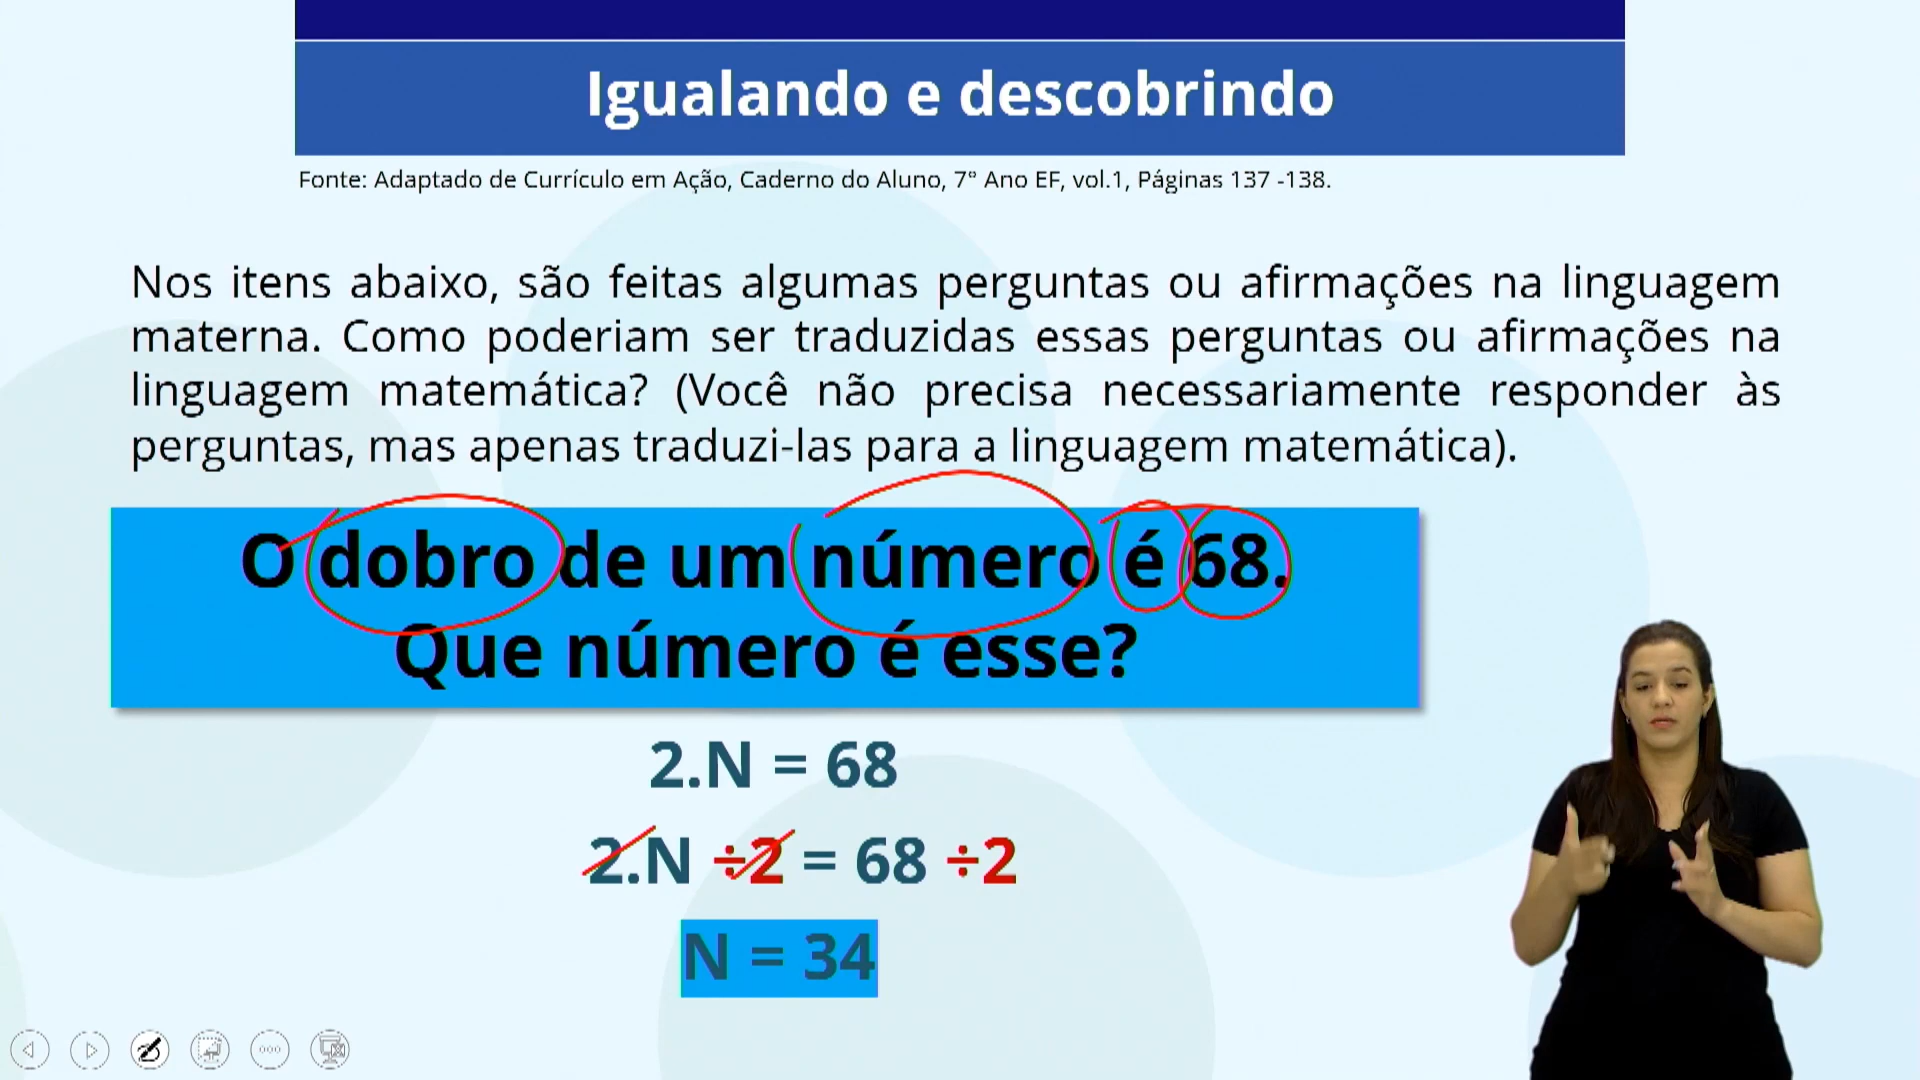 Igualando e descobrindo
Fonte: Adaptado de Currículo em Ação, Caderno do Aluno, 7° Ano EF, vol.1, Páginas 137 -138.
Nos itens abaixo, são feitas algumas perguntas ou afirmações na linguagem
materna. Como poderiam ser traduzidas essas perguntas ou afirmações na
linguagem matemática? (Você não precisa necessariamente responder às
perguntas, mas apenas traduzi-las para a linguagem matemática).
O dobro de um número é 68.
Que número é esse?
2.N = 68
2.N ÷2 = 68 ÷2
N = 34